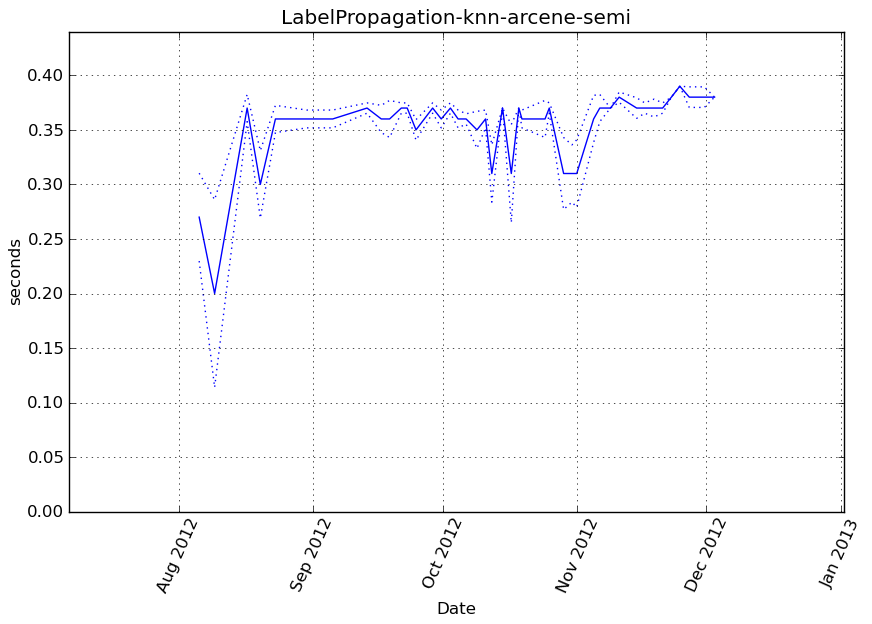 LabelPropagation-knn-arcene-semi
0.40
0.35
0.30
0.25
0.20
0.15
0.10
0.05
0.00
seconds
Aug 2012
Sep 2012
Oct 2012
Nov 2012
Dec 2012
Jan 2013
Date